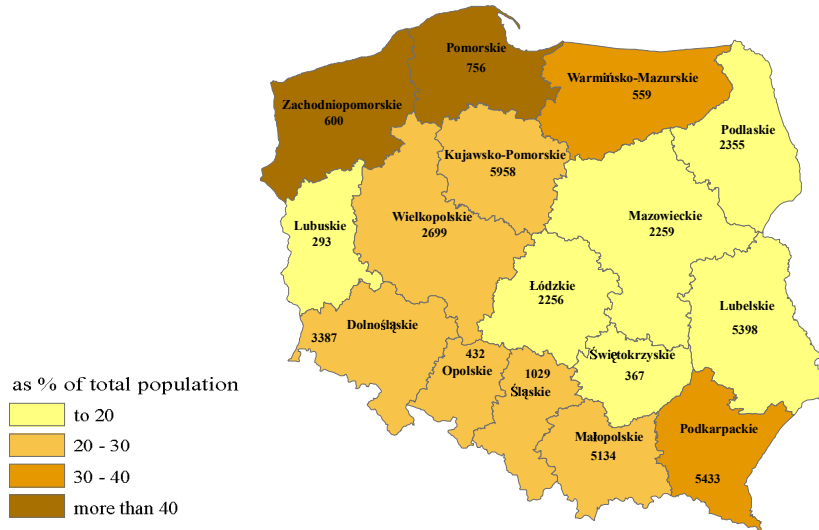 Pomorskie
756
Warmińsko-Mazurskie
559
Zachodniopomorskie
600
Podlaskie
2355
Kujawsko-Pomorskie
5958
Wielkopolskie
2699
Mazowieckie
2259
Lubuskie
293
Łódzkie
2256
Lubelskie
5398
Dolnośląskie
3387
432
Opolskie
1029
Śląskie
Świętokrzyskie
367
Małopolskie
5134
Podkarpackie
5433
as % of total population
to 20
20 - 30
30 - 40
more than 40